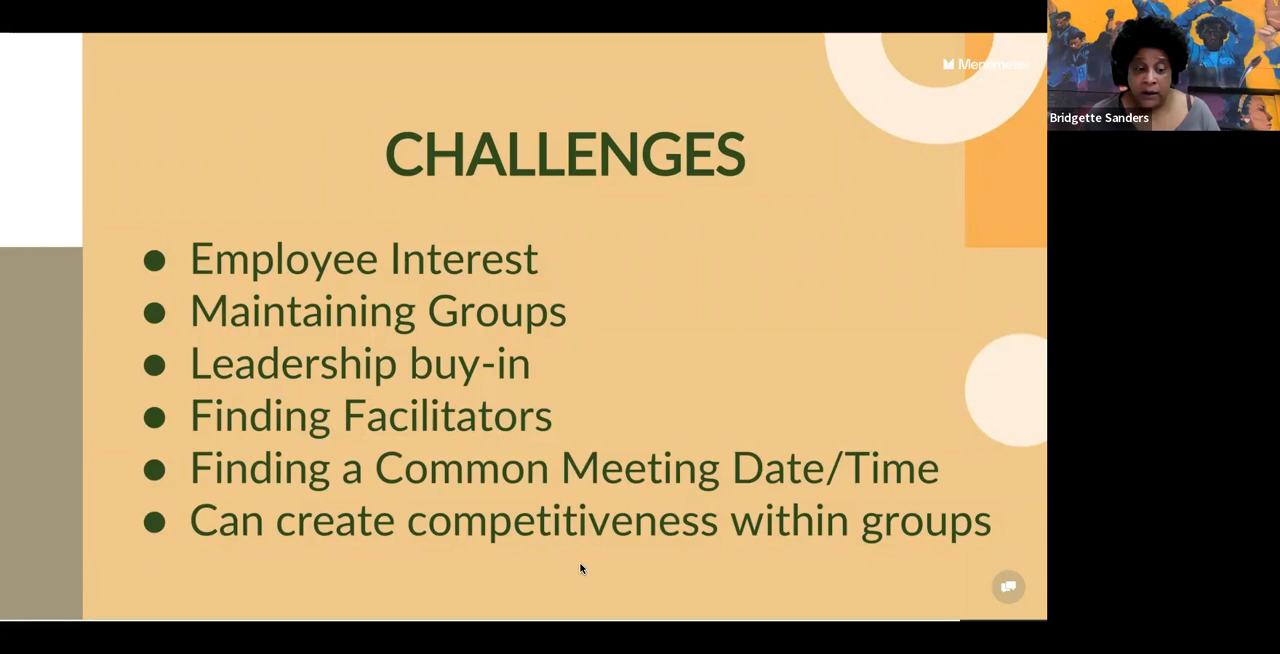 Mentimeter
Bridgette Sanders
CHALLENGES
● Employee Interest
● Maintaining Groups
● Leadership buy-in
● Finding Facilitators
● Finding a Common Meeting Date/Time
● Can create competitiveness within groups